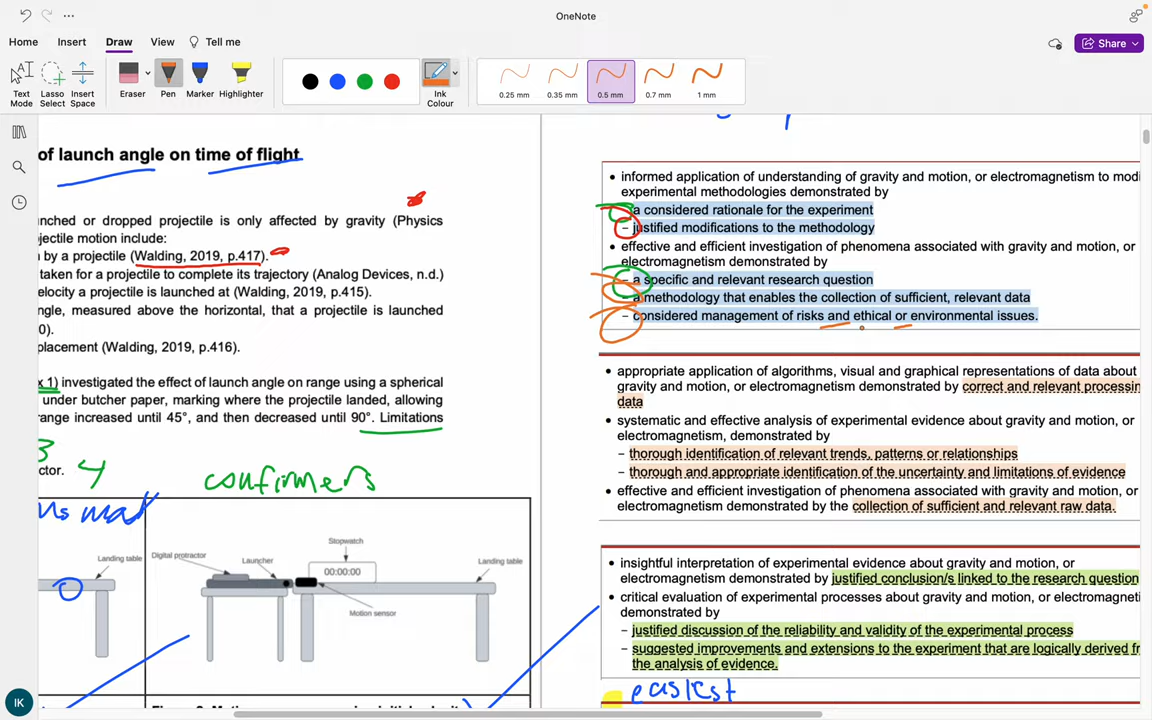 OneNote
Home Insert Draw View Tell me
Share
Text Mode
Lasso Select
Insert Space
Eraser
Pen
Marker
Highlighter
Ink Colour
0.25 mm
0.35 mm
0.5 mm
0.7 mm
1 mm
of launch angle on time of flight
nched or dropped projectile is only affected by gravity (Physics
ojectile motion include:
n by a projectile (Walding, 2019, p.417).
taken for a projectile to complete its trajectory (Analog Devices, n.d.)
elocity a projectile is launched at (Walding, 2019, p.415).
ngle, measured above the horizontal, that a projectile is launched
0).
placement (Walding, 2019, p.416).
x 1) investigated the effect of launch angle on range using a spherical
under butcher paper, marking where the projectile landed, allowing
range increased until 45°, and then decreased until 90°. Limitations
3
ctor. 4
confirmers
Landing table
Digital protractor
Launcher
Stopwatch
00:00:00
Landing table
Motion sensor
• informed application of understanding of gravity and motion, or electromagnetism to modi
experimental methodologies demonstrated by
a considered rationale for the experiment
– justified modifications to the methodology
• effective and efficient investigation of phenomena associated with gravity and motion, or
electromagnetism demonstrated by
– a specific and relevant research question
– a methodology that enables the collection of sufficient, relevant data
– considered management of risks and ethical or environmental issues.
• appropriate application of algorithms, visual and graphical representations of data about
gravity and motion, or electromagnetism demonstrated by correct and relevant processin
data
• systematic and effective analysis of experimental evidence about gravity and motion, or
electromagnetism, demonstrated by
– thorough identification of relevant trends, patterns or relationships
– thorough and appropriate identification of the uncertainty and limitations of evidence
• effective and efficient investigation of phenomena associated with gravity and motion, or
electromagnetism demonstrated by the collection of sufficient and relevant raw data.
• insightful interpretation of experimental evidence about gravity and motion, or
electromagnetism demonstrated by justified conclusion/s linked to the research question
• critical evaluation of experimental processes about gravity and motion, or electromagneti
demonstrated by
– justified discussion of the reliability and validity of the experimental process
– suggested improvements and extensions to the experiment that are logically derived fr
the analysis of evidence.
easiest
IK